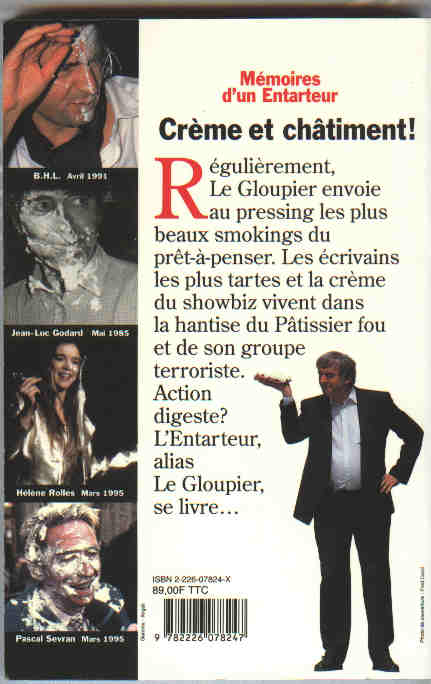 Mémoires
d'un Entarteur
Crème et châtiment!
Régulièrement,
Le Gloupier envoie
au pressing les plus
beaux smokings du
prêt-à-penser. Les écrivains
les plus tartes et la crème
du showbiz vivent dans
la hantise du Pâtissier fou
et de son groupe
terroriste.
Action
digeste?
L'Entarteur,
alias
Le Gloupier,
se livre...
B.H.L. Avril 1991
Jean-Luc Godard Mai 1985
Hélène Rolles Mars 1995
Pascal Sevran Mars 1995
ISBN 2-226-07824-X
89,00F TTC
9 782226 078247
Photo de couverture :